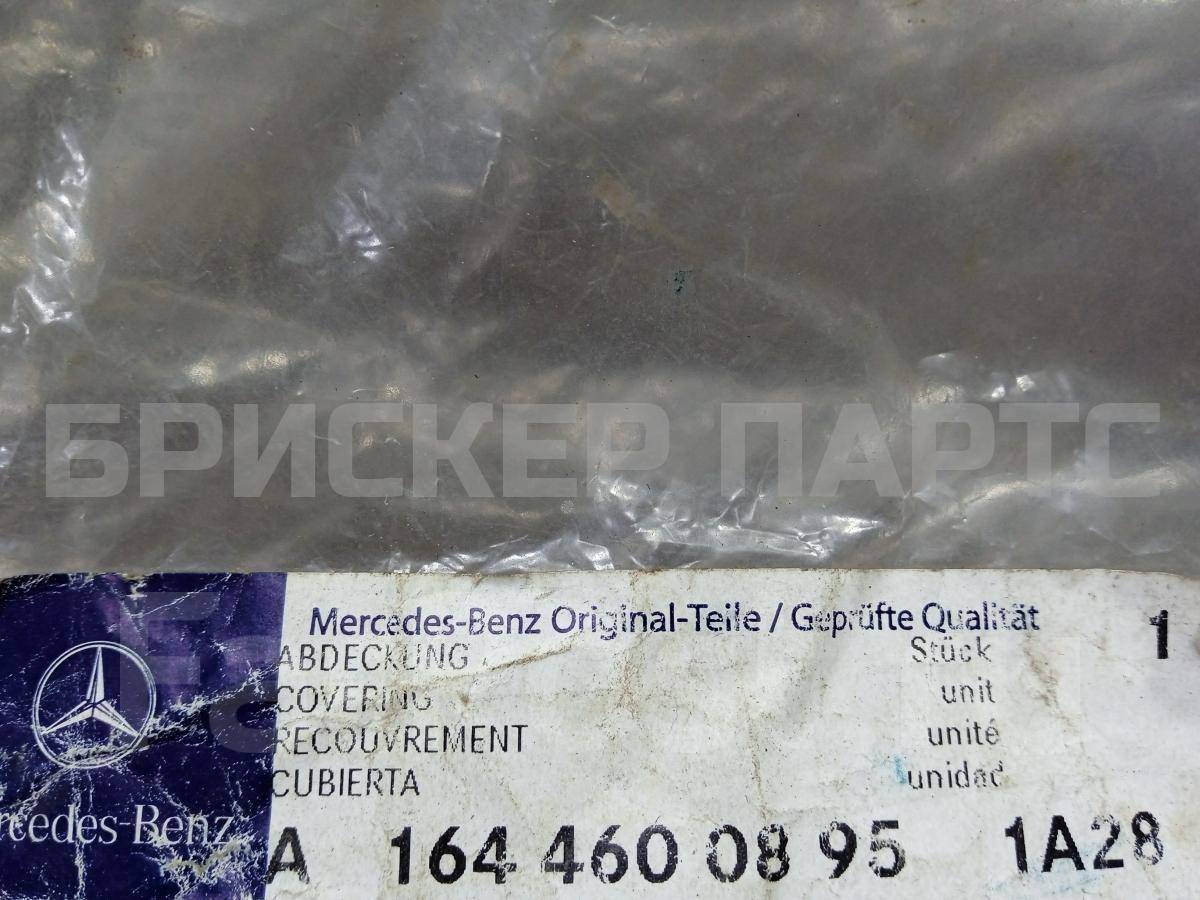 БРИСКЕР ПАРТС
Mercedes-Benz Original-Teile / Geprüfte Qualität
ABDECKUNG Stück 1
COVERING unit
RECOUVREMENT unité
CUBIERTA unidad
rcedes-Benz
A 164 460 08 95 1A28